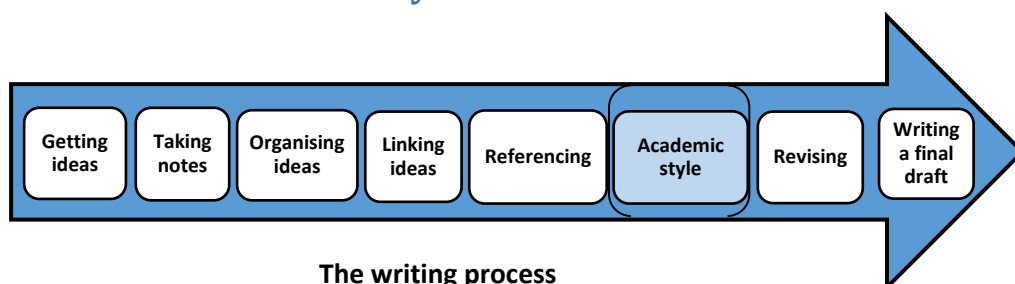 Getting
ideas
Taking
notes
Organising
ideas
Linking
ideas
Referencing
Academic
style
Revising
Writing
a final
draft
The writing process